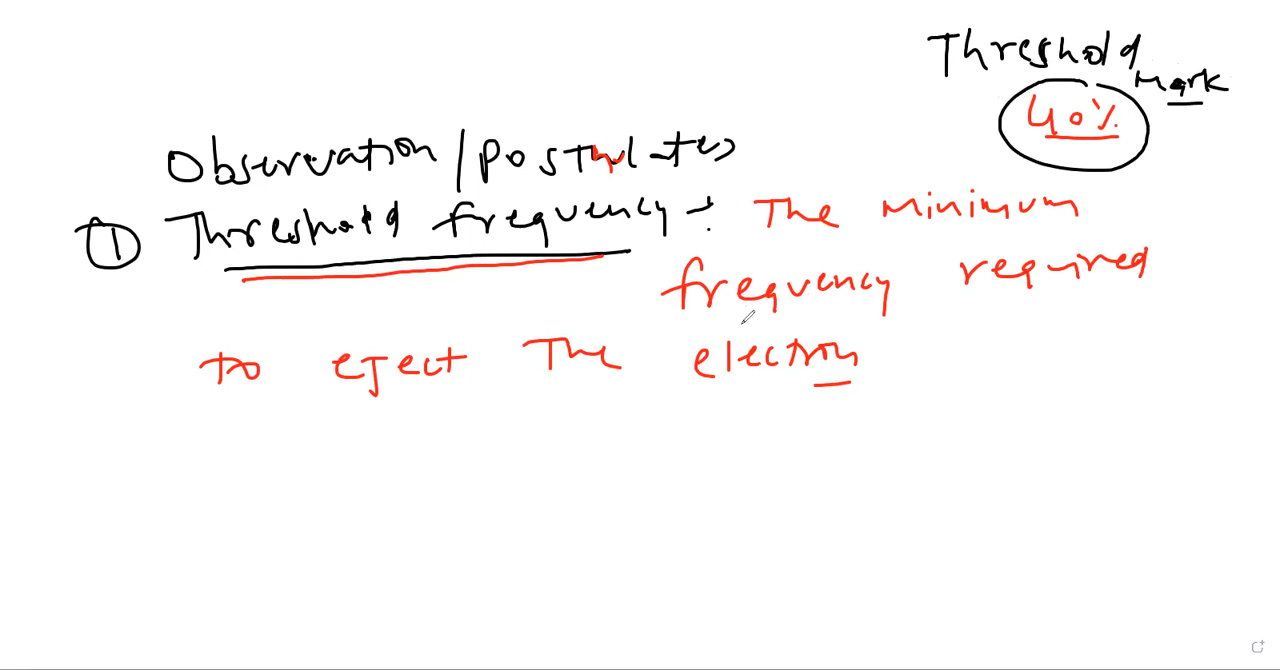 Threshold
Mark
40%
Observation/Postulates
① Threshold frequency :- The Minimum
frequency required
to eject The electron